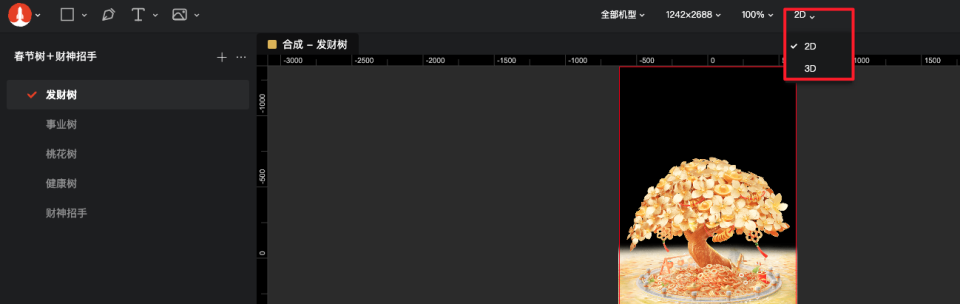 全部机型 1242×2688 100% 2D
春节树+财神招手
合成 – 发财树
2D
3D
-3000 -2500 -2000 -1500 -1000 -500 0 1000 1500
发财树
事业树
桃花树
健康树
财神招手
-1000
-500
0